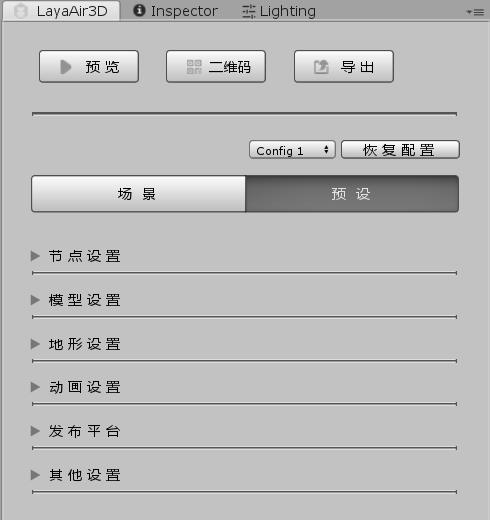 LayaAir3D Inspector Lighting
预览 二维码 导出
Config 1 恢复配置
场景 预设
节点设置
模型设置
地形设置
动画设置
发布平台
其他设置